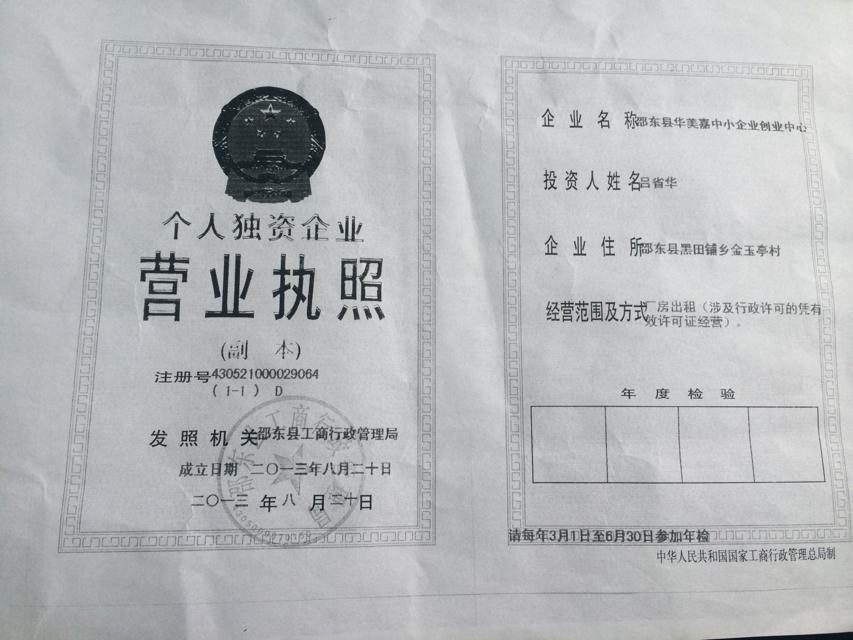 个人独资企业
营业执照
(副 本)
注册号430521000029064
(1-1) D
发照机关邵东县工商行政管理局
成立日期 二〇一三年八月二十日
二〇一三 年 八 月 二十 日
企业名称邵东县华美嘉中小企业创业中心
投资人姓名吕省华
企业住所邵东县黑田铺乡金玉亭村
经营范围及方式厂房出租（涉及行政许可的凭有
效许可证经营）。
年度检验
请每年3月1日至6月30日参加年检
中华人民共和国国家工商行政管理总局制